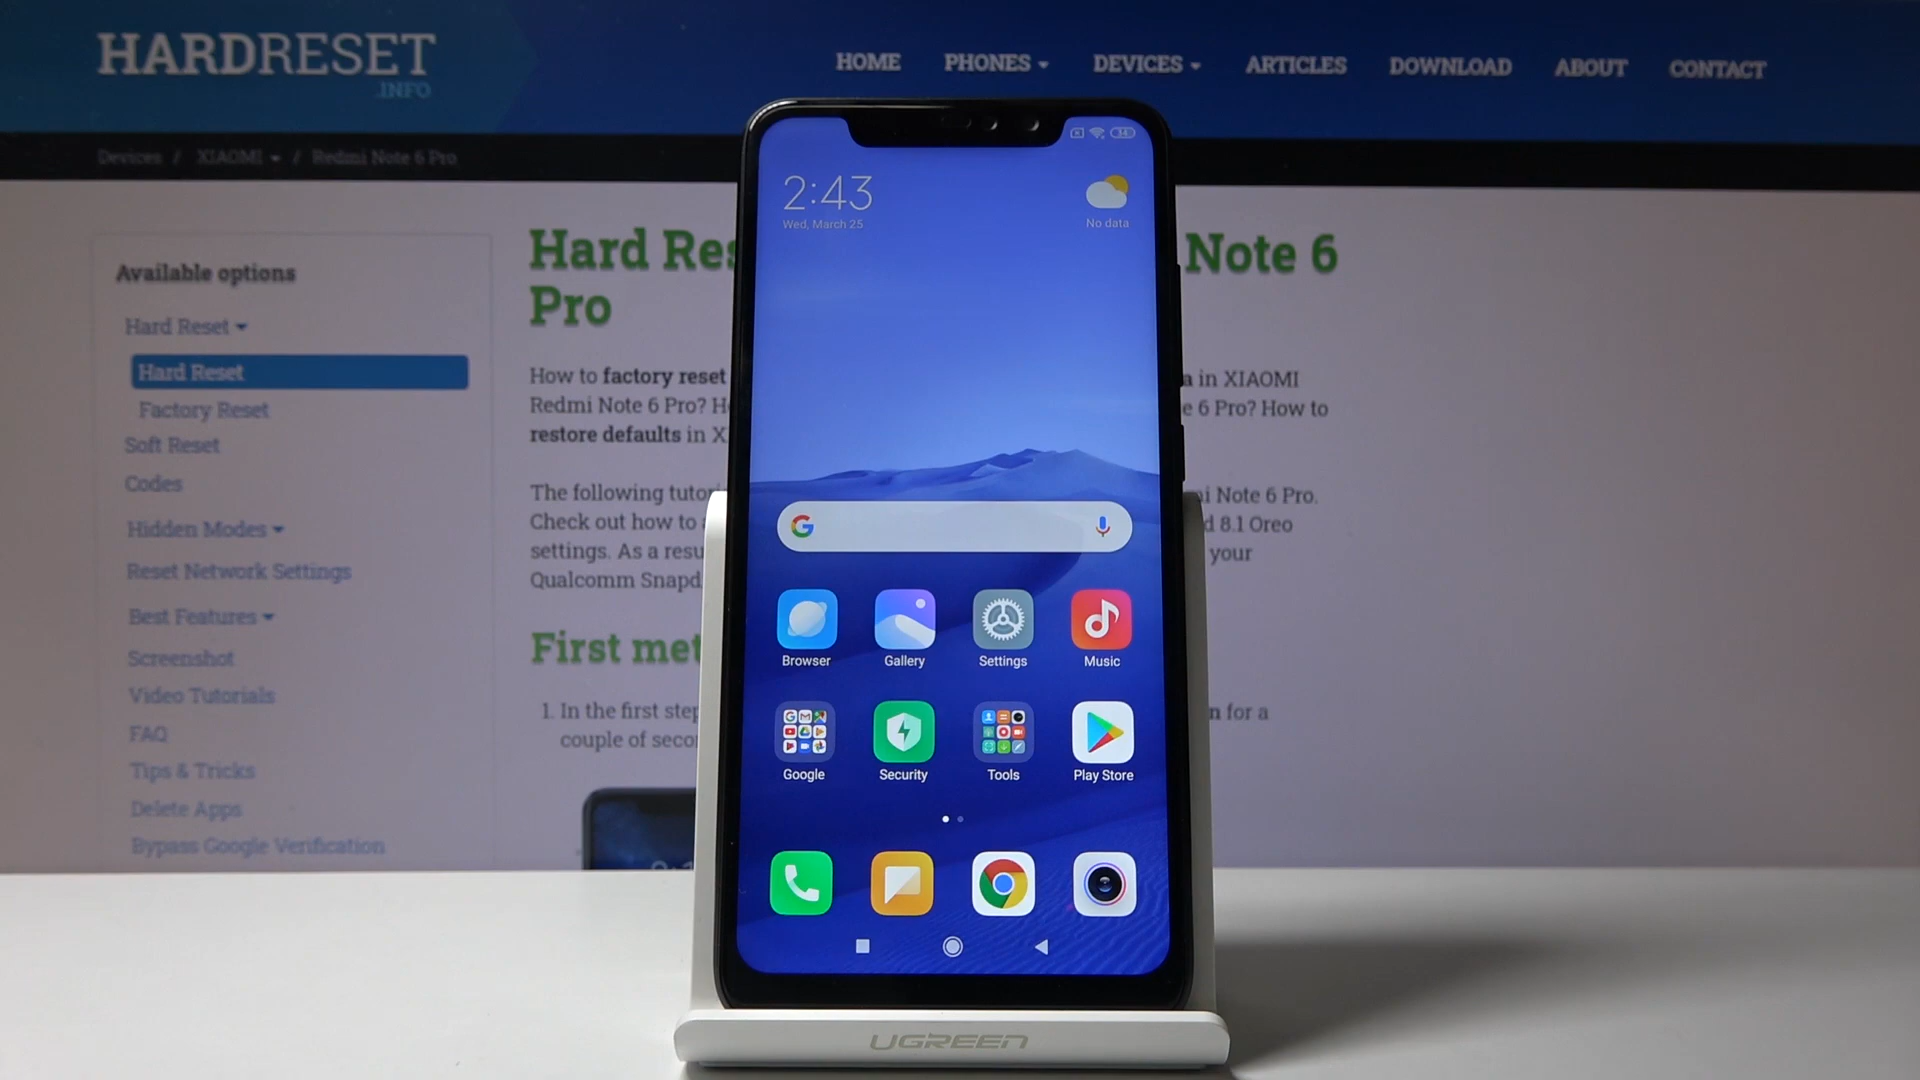 HARDRESET
.INFO
HOME PHONES DEVICES ARTICLES DOWNLOAD ABOUT CONTACT
Devices / XIAOMI / Redmi Note 6 Pro
Available options
Hard Reset
Hard Reset
Factory Reset
Soft Reset
Codes
Hidden Modes
Reset Network Settings
Best Features
Screenshot
Video Tutorials
FAQ
Tips & Tricks
Delete Apps
Bypass Google Verification
Hard Res Note 6
Pro
How to factory reset a in XIAOMI
Redmi Note 6 Pro? H e 6 Pro? How to
restore defaults in X
The following tutori i Note 6 Pro.
Check out how to d 8.1 Oreo
settings. As a resu your
Qualcomm Snapd
First met
1. In the first step n for a
couple of seco
2:43
Wed, March 25
No data
Browser
Gallery
Settings
Music
Google
Security
Tools
Play Store
UGREEN